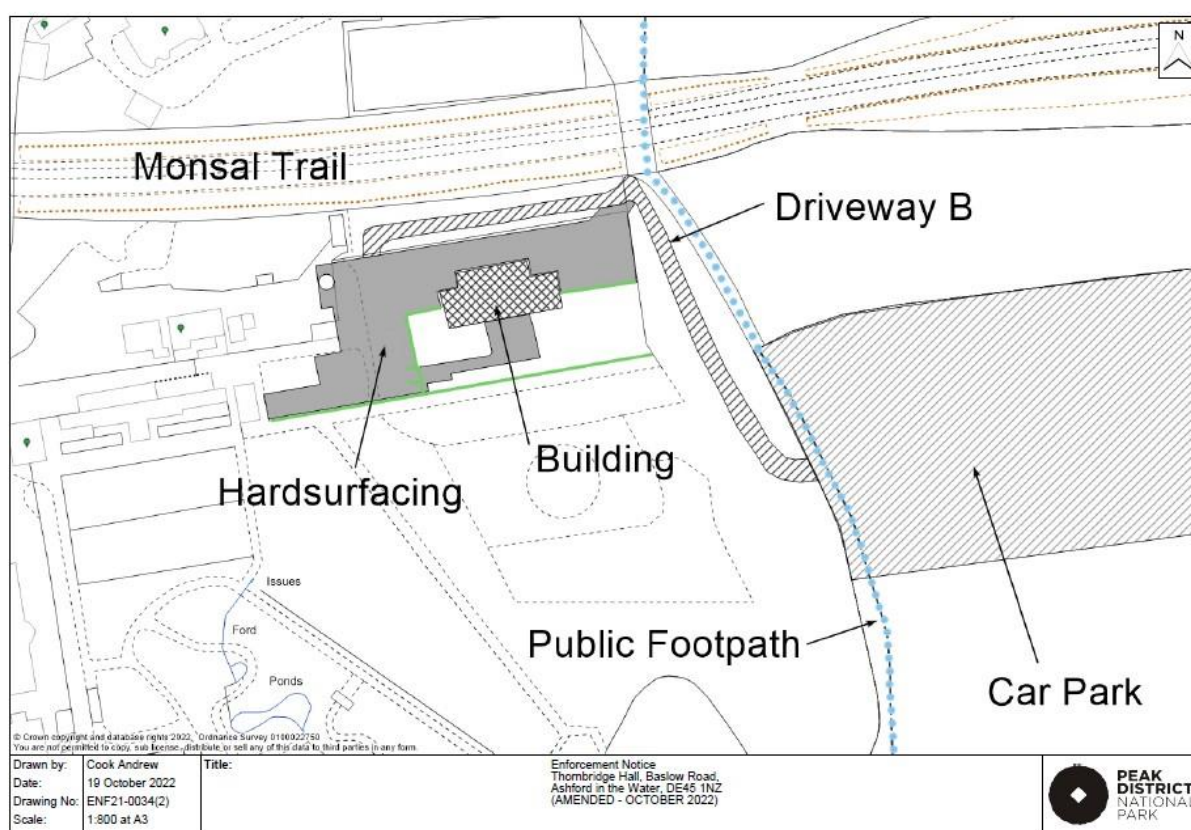 N
Monsal Trail
Driveway B
Building
Hardsurfacing
Issues
Ford
Ponds
Public Footpath
Car Park
© Crown copyright and database rights 2022, Ordnance Survey 0100022750
You are not permitted to copy, sub license, distribute or sell any of this data to third parties in any form.
Drawn by: Cook Andrew
Date: 19 October 2022
Drawing No: ENF21-0034(2)
Scale: 1:800 at A3
Title:
Enforcement Notice
Thornbridge Hall, Baslow Road,
Ashford in the Water, DE45 1NZ
(AMENDED - OCTOBER 2022)
PEAK
DISTRICT
NATIONAL
PARK